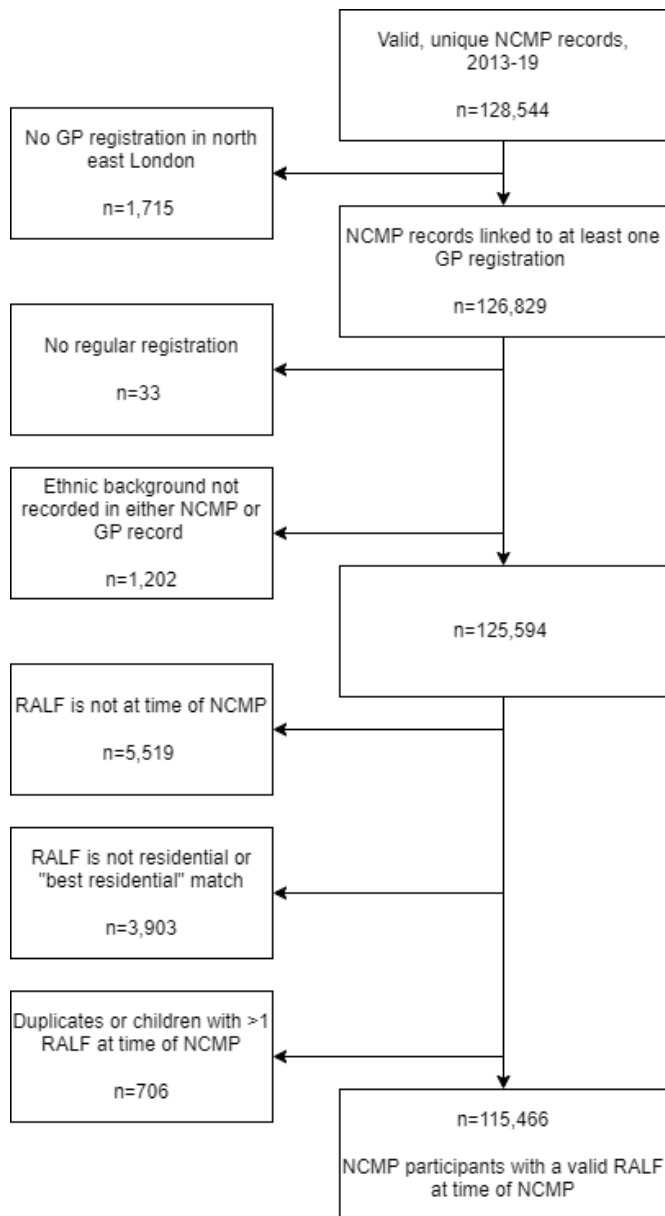 Valid, unique NCMP records,
2013-19
n=128,544
No GP registration in north
east London
n=1,715
NCMP records linked to at least one
GP registration
n=126,829
No regular registration
n=33
Ethnic background not
recorded in either NCMP or
GP record
n=1,202
n=125,594
RALF is not at time of NCMP
n=5,519
RALF is not residential or
"best residential" match
n=3,903
Duplicates or children with >1
RALF at time of NCMP
n=706
n=115,466
NCMP participants with a valid RALF
at time of NCMP